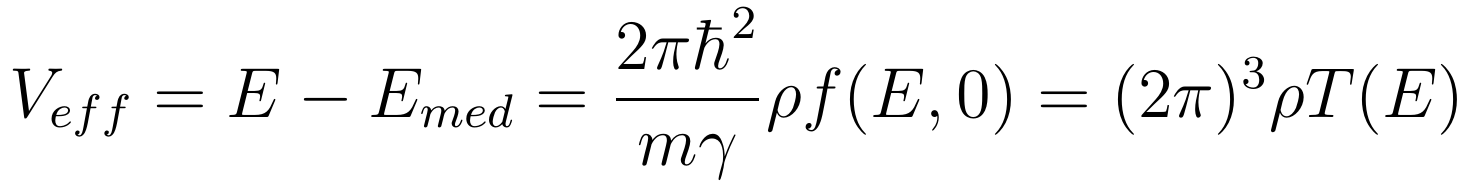 $V_{eff} = E - E_{med} = \frac{2\pi\hbar^2}{m\gamma}\rho f(E, 0) = (2\pi)^3 \rho T(E)$